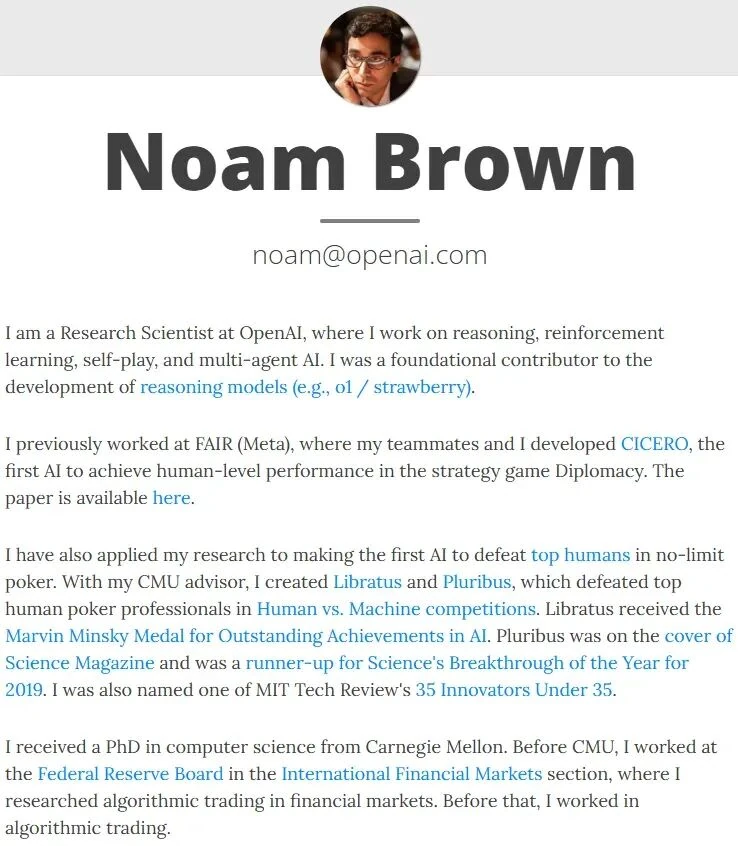 Noam Brown
noam@openai.com
I am a Research Scientist at OpenAI, where I work on reasoning, reinforcement
learning, self-play, and multi-agent AI. I was a foundational contributor to the
development of reasoning models (e.g., o1 / strawberry).
I previously worked at FAIR (Meta), where my teammates and I developed CICERO, the
first AI to achieve human-level performance in the strategy game Diplomacy. The
paper is available here.
I have also applied my research to making the first AI to defeat top humans in no-limit
poker. With my CMU advisor, I created Libratus and Pluribus, which defeated top
human poker professionals in Human vs. Machine competitions. Libratus received the
Marvin Minsky Medal for Outstanding Achievements in AI. Pluribus was on the cover of
Science Magazine and was a runner-up for Science's Breakthrough of the Year for
2019. I was also named one of MIT Tech Review's 35 Innovators Under 35.
I received a PhD in computer science from Carnegie Mellon. Before CMU, I worked at
the Federal Reserve Board in the International Financial Markets section, where I
researched algorithmic trading in financial markets. Before that, I worked in
algorithmic trading.